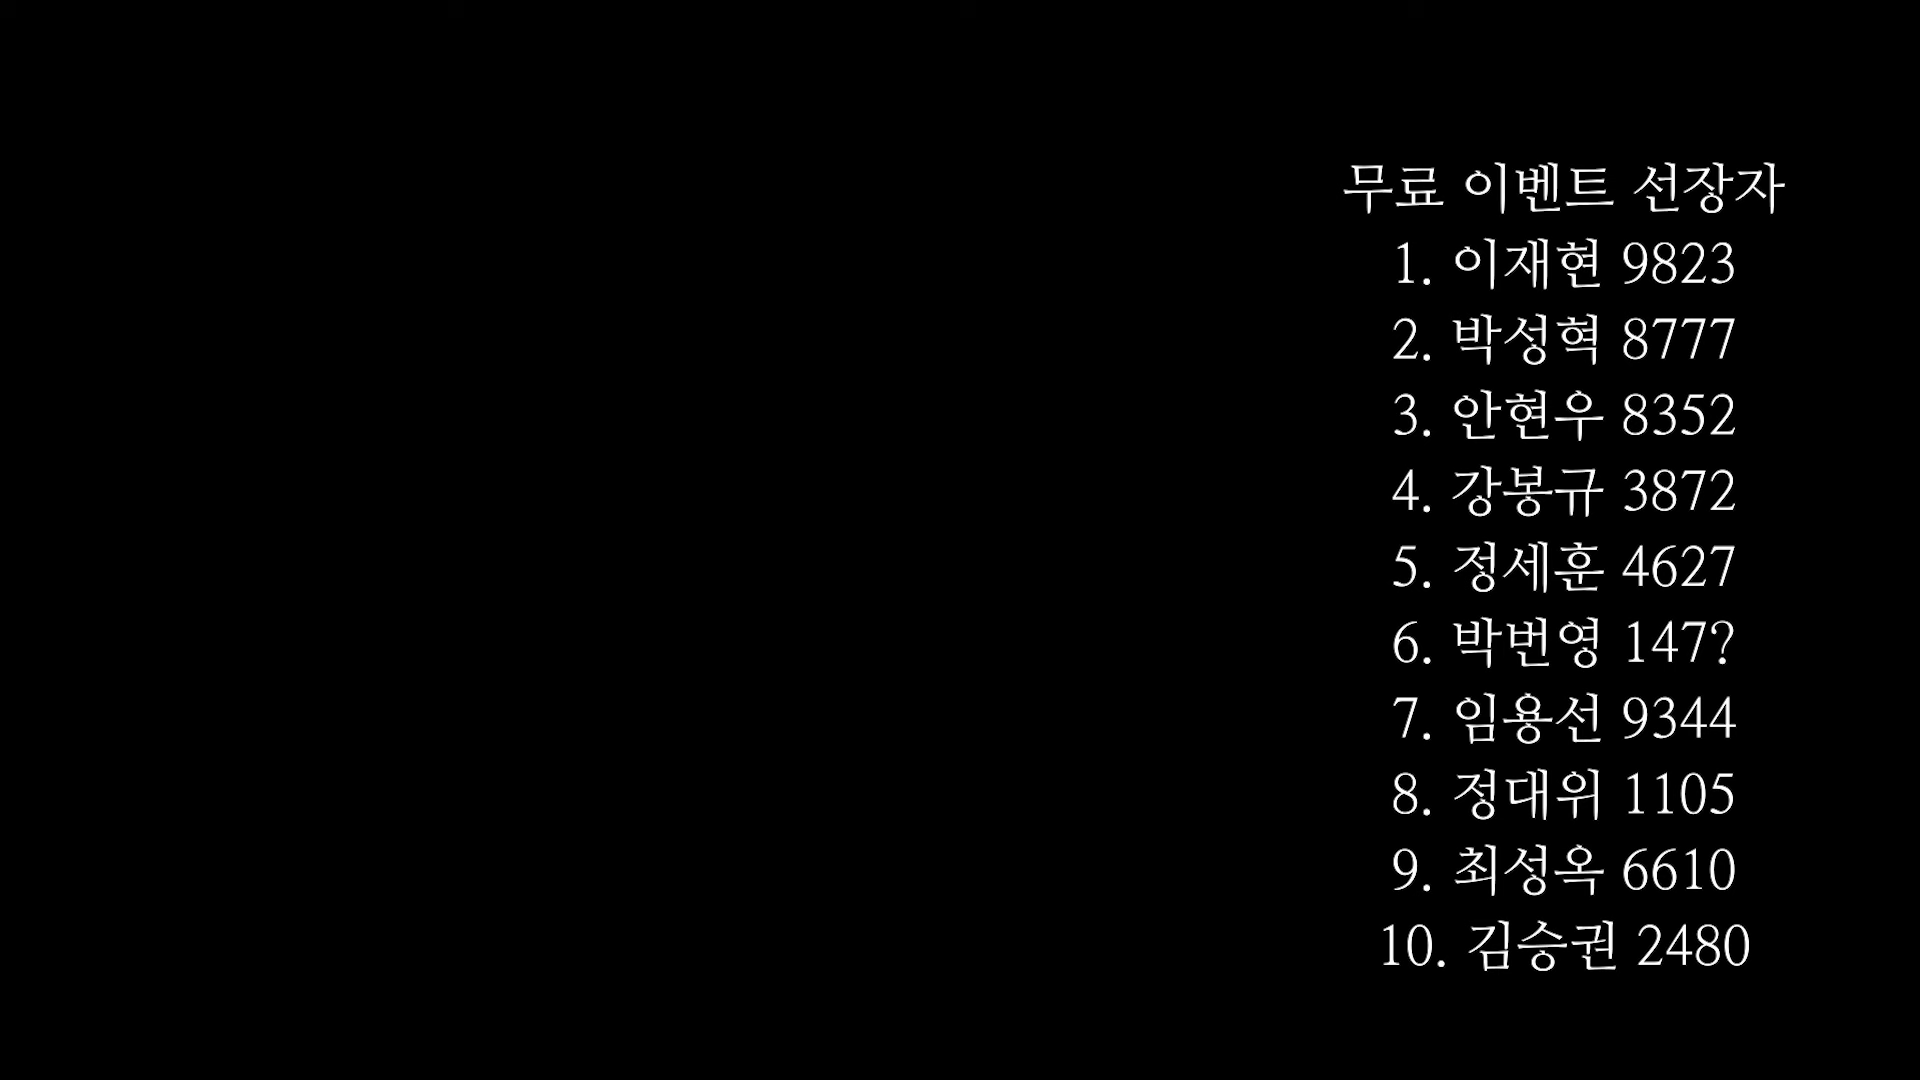 무료 이벤트 선장자
1. 이재현 9823
2. 박성혁 8777
3. 안현우 8352
4. 강봉규 3872
5. 정세훈 4627
6. 박번영 147?
7. 임용선 9344
8. 정대위 1105
9. 최성옥 6610
10. 김승권 2480